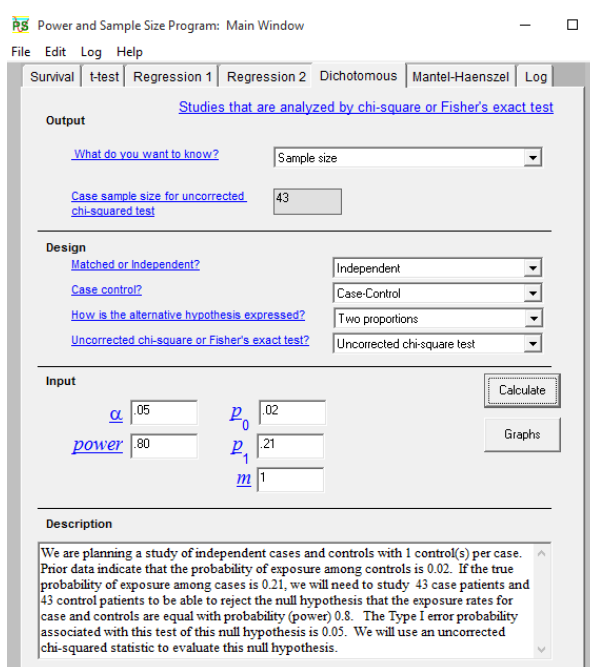 PS Power and Sample Size Program: Main Window
File Edit Log Help
Survival t-test Regression 1 Regression 2 Dichotomous Mantel-Haenszel Log
Studies that are analyzed by chi-square or Fisher's exact test
Output
What do you want to know? Sample size
Case sample size for uncorrected
chi-squared test
43
Design
Matched or Independent? Independent
Case control? Case-Control
How is the alternative hypothesis expressed? Two proportions
Uncorrected chi-square or Fisher's exact test? Uncorrected chi-square test
Input
Calculate
α .05 p0 .02
power .80 p1 .21
Graphs
m 1
Description
We are planning a study of independent cases and controls with 1 control(s) per case.
Prior data indicate that the probability of exposure among controls is 0.02. If the true
probability of exposure among cases is 0.21, we will need to study 43 case patients and
43 control patients to be able to reject the null hypothesis that the exposure rates for
case and controls are equal with probability (power) 0.8. The Type I error probability
associated with this test of this null hypothesis is 0.05. We will use an uncorrected
chi-squared statistic to evaluate this null hypothesis.